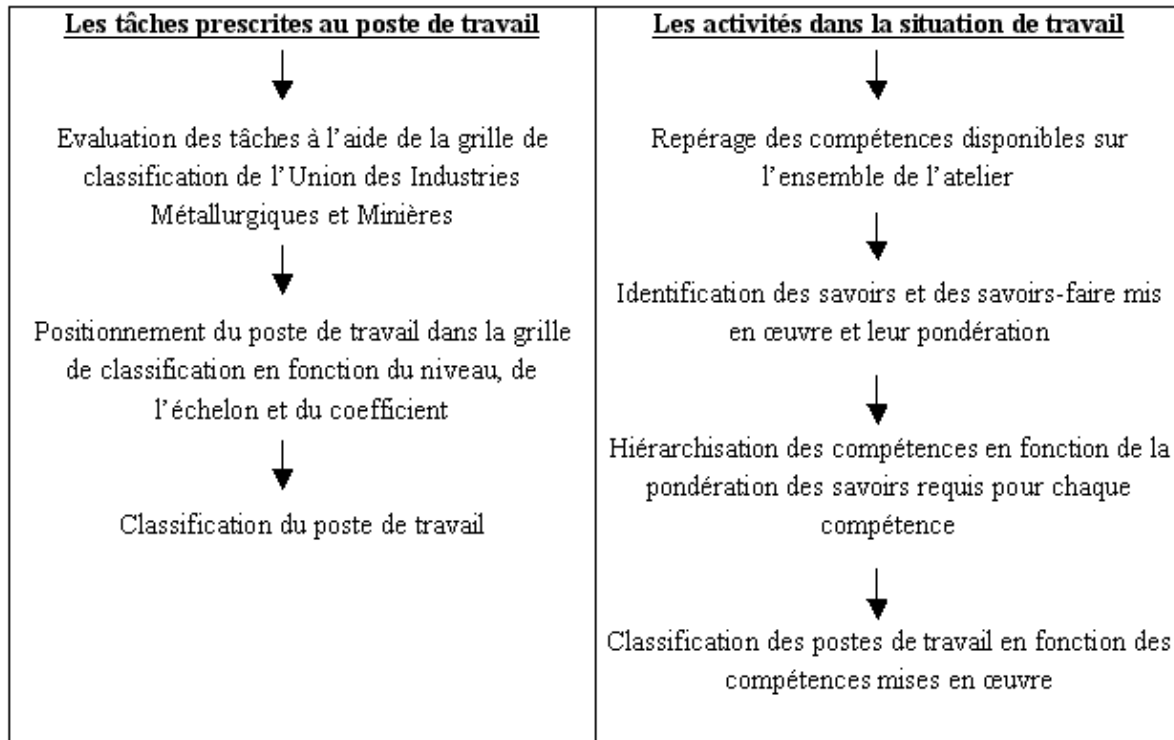 Les tâches prescrites au poste de travail
Evaluation des tâches à l’aide de la grille de
classification de l’Union des Industries
Métallurgiques et Minières
Positionnement du poste de travail dans la grille
de classification en fonction du niveau, de
l’échelon et du coefficient
Classification du poste de travail
Les activités dans la situation de travail
Repérage des compétences disponibles sur
l’ensemble de l’atelier
Identification des savoirs et des savoirs-faire mis
en œuvre et leur pondération
Hiérarchisation des compétences en fonction de la
pondération des savoirs requis pour chaque
compétence
Classification des postes de travail en fonction des
compétences mises en œuvre